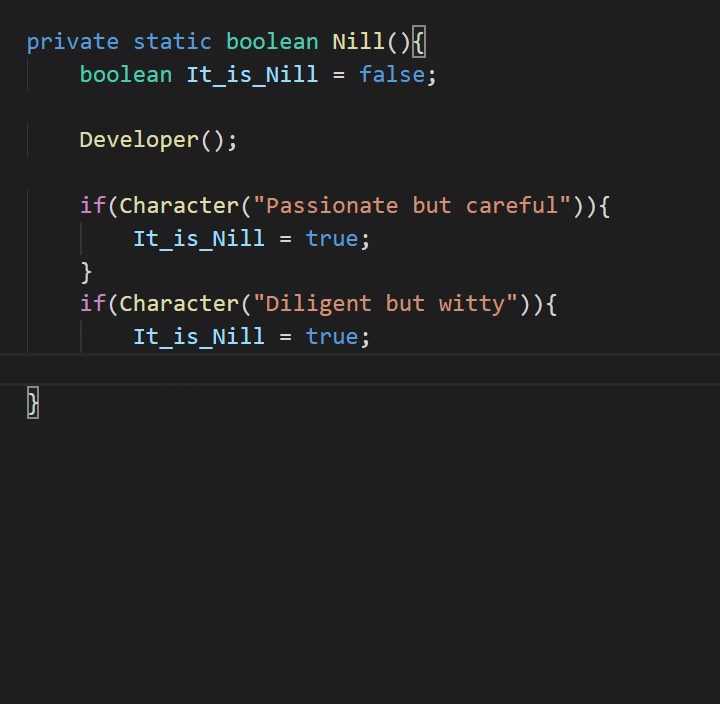 private static boolean Nill(){
    boolean It_is_Nill = false;
    Developer();
    if(Character("Passionate but careful")){
        It_is_Nill = true;
    }
    if(Character("Diligent but witty")){
        It_is_Nill = true;
}